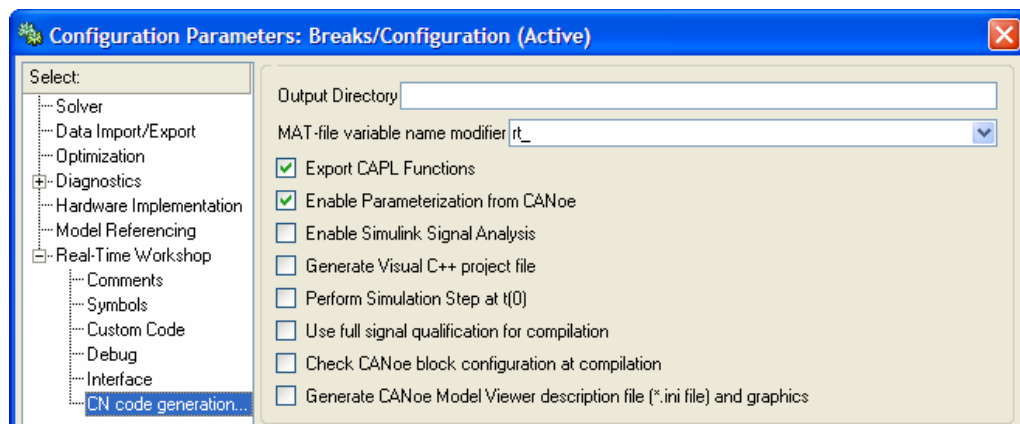 Configuration Parameters: Breaks/Configuration (Active)
Select:
Solver
Data Import/Export
Optimization
Diagnostics
Hardware Implementation
Model Referencing
Real-Time Workshop
Comments
Symbols
Custom Code
Debug
Interface
CN code generation...
Output Directory
MAT-file variable name modifier rt_
Export CAPL Functions
Enable Parameterization from CANoe
Enable Simulink Signal Analysis
Generate Visual C++ project file
Perform Simulation Step at t(0)
Use full signal qualification for compilation
Check CANoe block configuration at compilation
Generate CANoe Model Viewer description file (*.ini file) and graphics